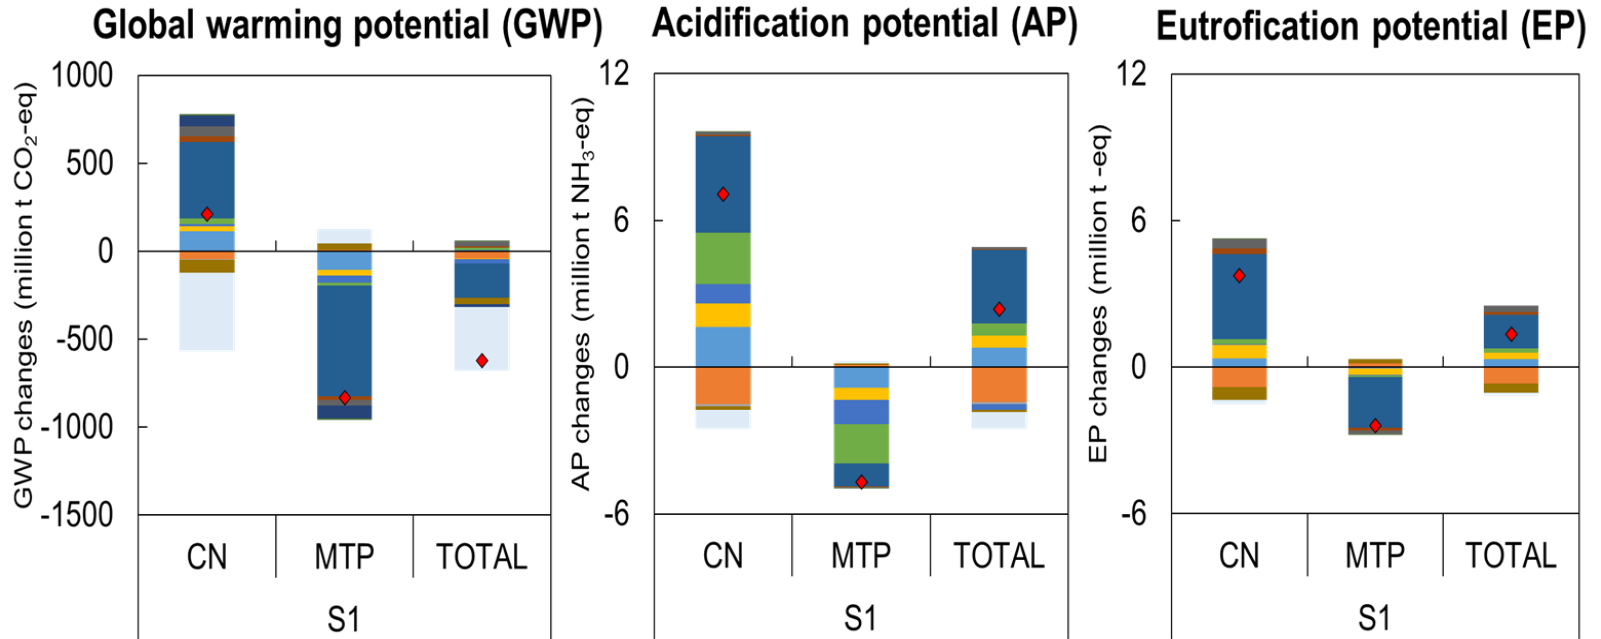 Global warming potential (GWP)
GWP changes (million t CO₂-eq)
1000
500
0
-500
-1000
-1500
CN
MTP
TOTAL
S1
Acidification potential (AP)
AP changes (million t NH₃-eq)
12
6
0
-6
CN
MTP
TOTAL
S1
Eutrofication potential (EP)
EP changes (million t -eq)
12
6
0
-6
CN
MTP
TOTAL
S1